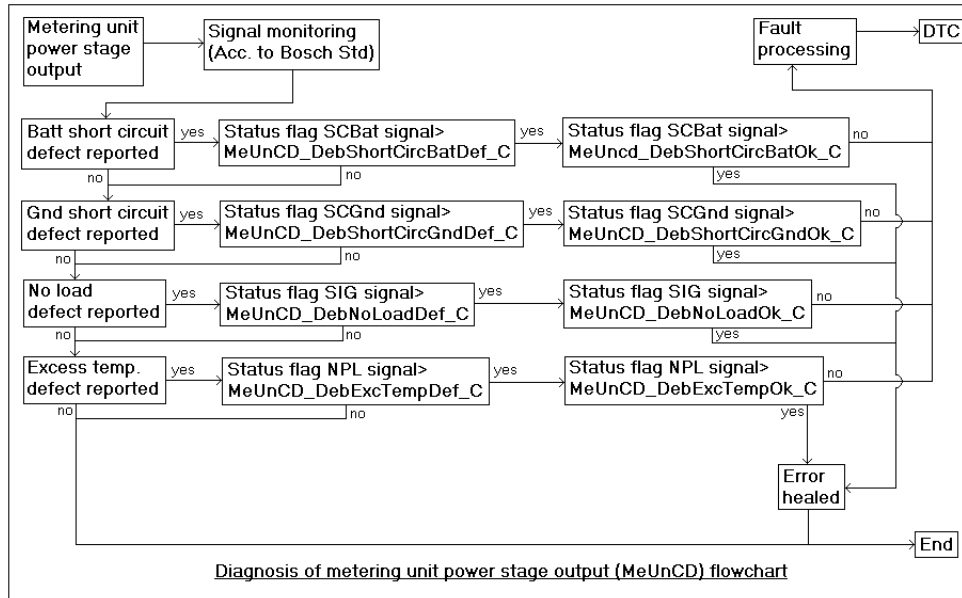 Metering unit
power stage
output
Signal monitoring
(Acc. to Bosch Std)
Fault
processing
DTC
Batt short circuit
defect reported
yes
Status flag SCBat signal>
MeUnCD_DebShortCircBatDef_C
yes
Status flag SCBat signal>
MeUncd_DebShortCircBatOk_C
no
no
no
yes
Gnd short circuit
defect reported
yes
Status flag SCGnd signal>
MeUnCD_DebShortCircGndDef_C
yes
Status flag SCGnd signal>
MeUnCD_DebShortCircGndOk_C
no
no
no
yes
No load
defect reported
yes
Status flag SIG signal>
MeUnCD_DebNoLoadDef_C
yes
Status flag SIG signal>
MeUnCD_DebNoLoadOk_C
no
no
no
yes
Excess temp.
defect reported
yes
Status flag NPL signal>
MeUnCD_DebExcTempDef_C
yes
Status flag NPL signal>
MeUnCD_DebExcTempOk_C
no
no
no
yes
Error
healed
End
Diagnosis of metering unit power stage output (MeUnCD) flowchart